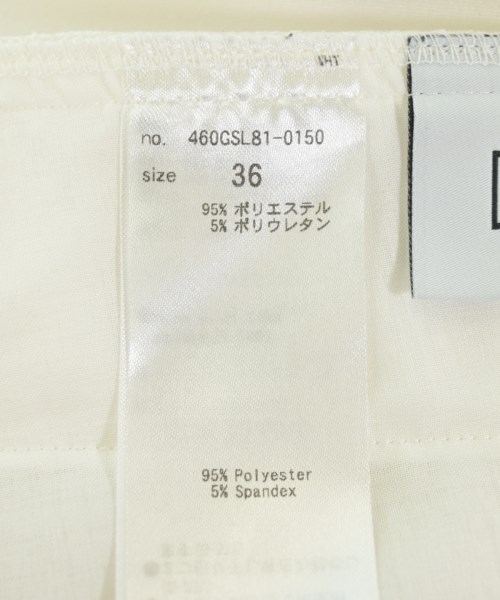 WHY
no. 460GSL81-0150
size 36
95% ポリエステル
5% ポリウレタン
95% Polyester
5% Spandex